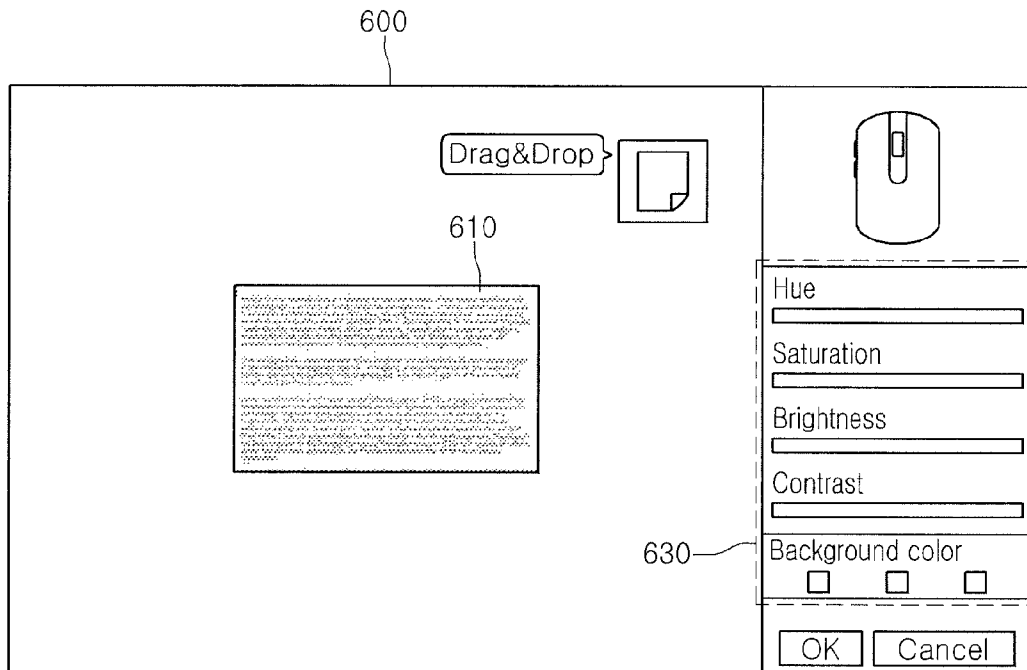 600
Drag&Drop
610
Hue
Saturation
Brightness
Contrast
630
Background color
OK Cancel